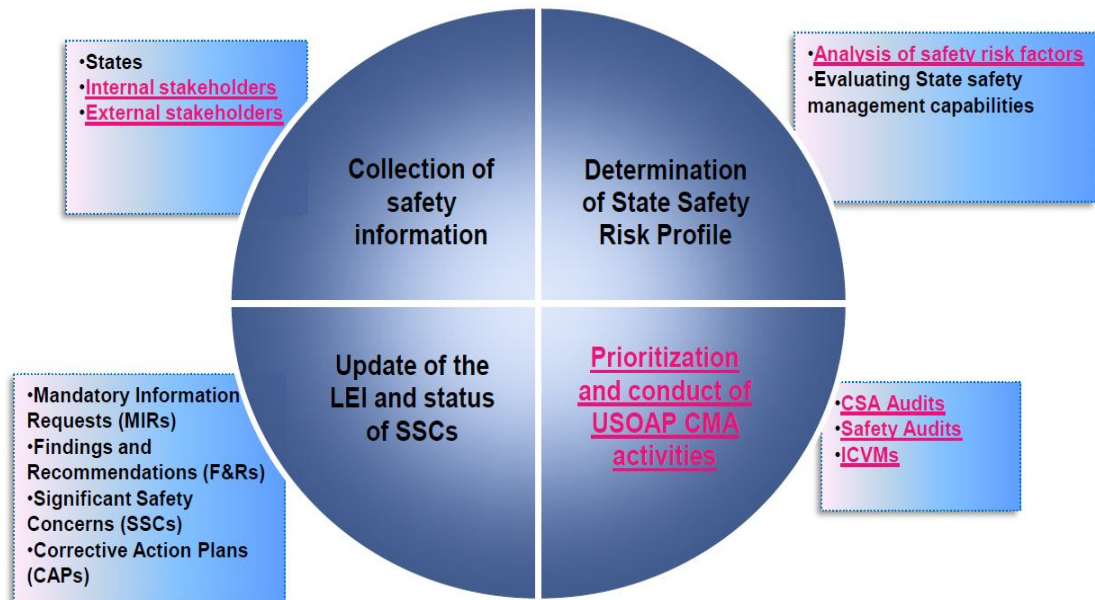 •States
•Internal stakeholders
•External stakeholders
•Analysis of safety risk factors
•Evaluating State safety
management capabilities
Collection of
safety
information
Determination
of State Safety
Risk Profile
Update of the
LEI and status
of SSCs
Prioritization
and conduct of
USOAP CMA
activities
•Mandatory Information
Requests (MIRs)
•Findings and
Recommendations (F&Rs)
•Significant Safety
Concerns (SSCs)
•Corrective Action Plans
(CAPs)
•CSA Audits
•Safety Audits
•ICVMs